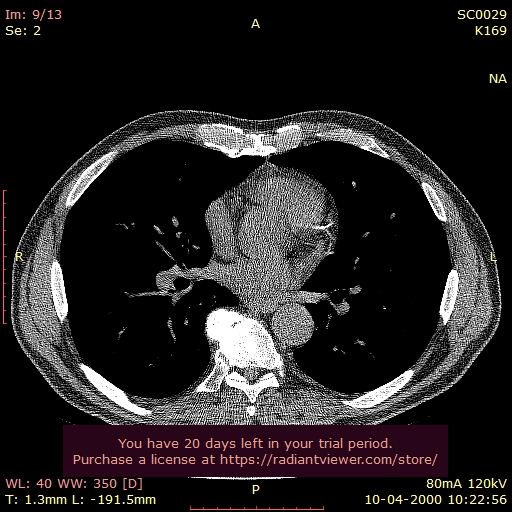 Im: 9/13
Se: 2
A
SC0029
K169
NA
R
L
You have 20 days left in your trial period.
Purchase a license at https://radiantviewer.com/store/
WL: 40 WW: 350 [D]
T: 1.3mm L: -191.5mm
P
80mA 120kV
10-04-2000 10:22:56